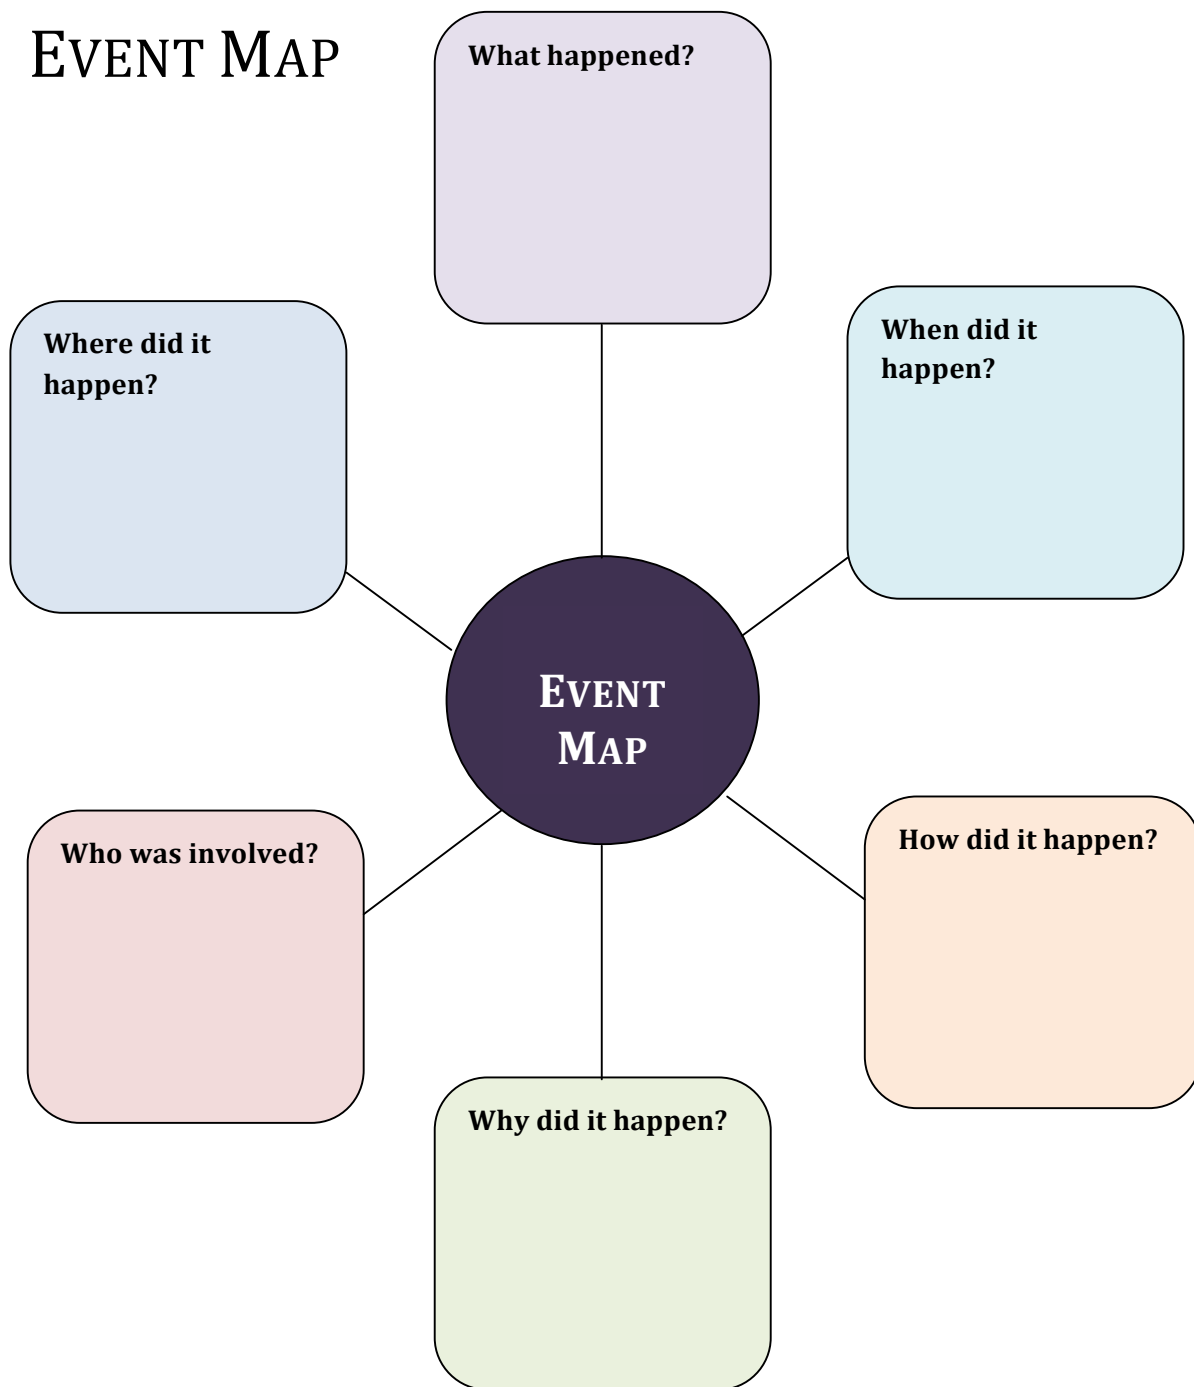 EVENT MAP
What happened?
Where did it
happen?
When did it
happen?
EVENT
MAP
Who was involved?
How did it happen?
Why did it happen?